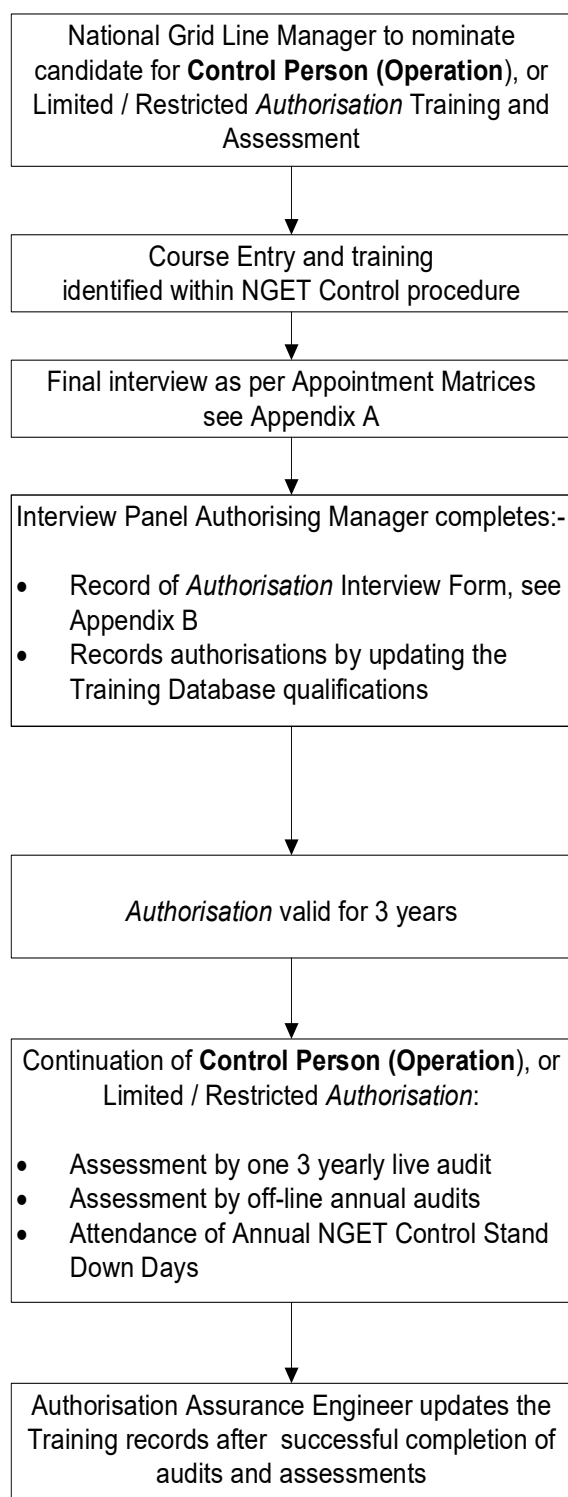 National Grid Line Manager to nominate
candidate for Control Person (Operation), or
Limited / Restricted Authorisation Training and
Assessment
Course Entry and training
identified within NGET Control procedure
Final interview as per Appointment Matrices
see Appendix A
Interview Panel Authorising Manager completes:-
• Record of Authorisation Interview Form, see
Appendix B
• Records authorisations by updating the
Training Database qualifications
Authorisation valid for 3 years
Continuation of Control Person (Operation), or
Limited / Restricted Authorisation:
• Assessment by one 3 yearly live audit
• Assessment by off-line annual audits
• Attendance of Annual NGET Control Stand
Down Days
Authorisation Assurance Engineer updates the
Training records after  successful completion of
audits and assessments